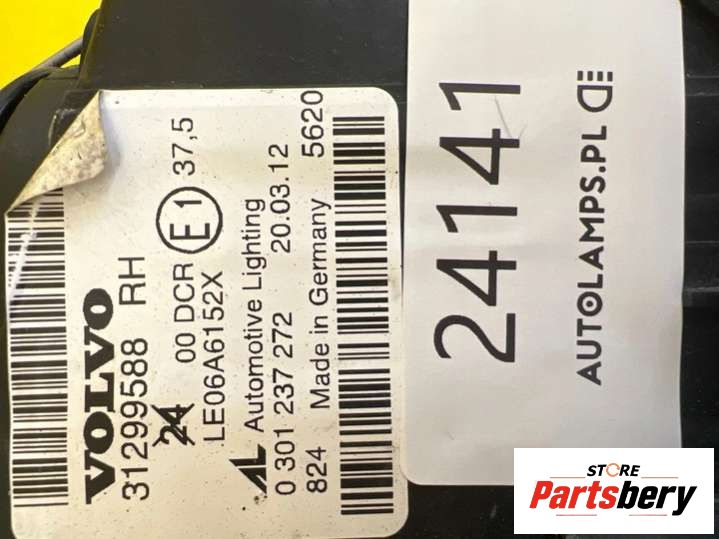 VOLVO
31299588 RH
24 00 DCR E1 37,5
LE06A6152X
AL Automotive Lighting
0 301 237 272 20.03.12
824 Made in Germany 5620
24141
AUTOLAMPS.PL
STORE
Partsbery